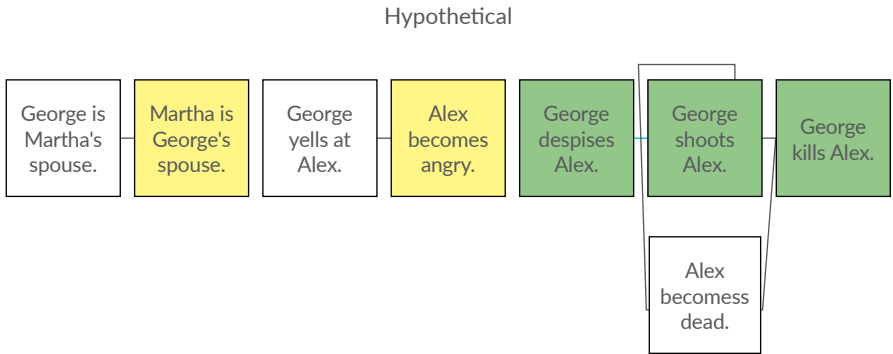 Hypothetical
George is
Martha's
spouse.
Martha is
George's
spouse.
George
yells at
Alex.
Alex
becomes
angry.
George
despises
Alex.
George
shoots
Alex.
George
kills Alex.
Alex
becomess
dead.